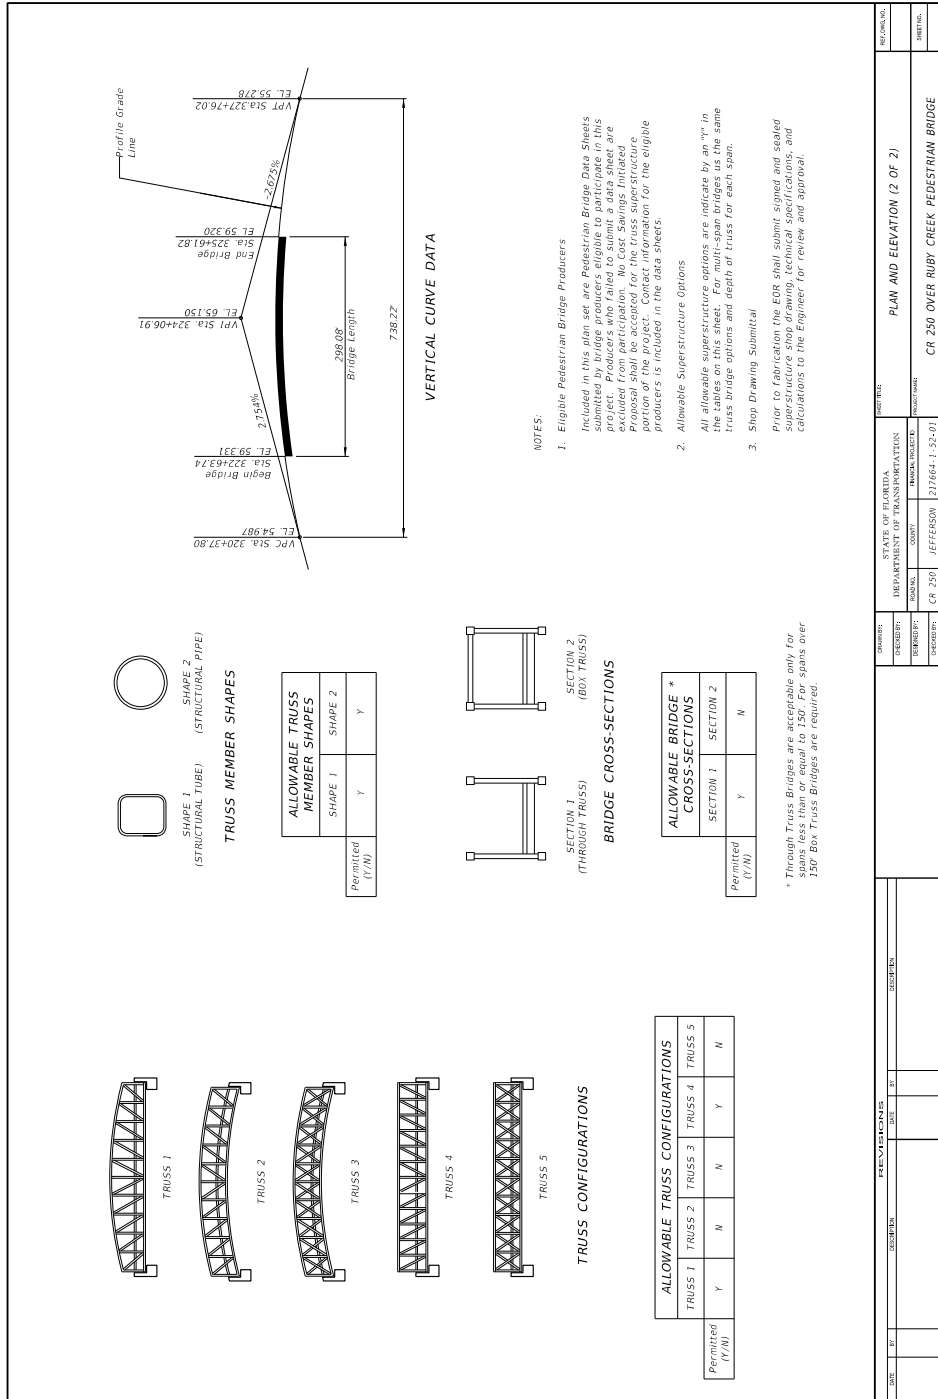 TRUSS 1
TRUSS 2
TRUSS 3
TRUSS 4
TRUSS 5
TRUSS CONFIGURATIONS
ALLOWABLE TRUSS CONFIGURATIONS
TRUSS 1 TRUSS 2 TRUSS 3 TRUSS 4 TRUSS 5
Permitted
(Y/N)
Y N N Y N
SHAPE 1
(STRUCTURAL TUBE)
SHAPE 2
(STRUCTURAL PIPE)
TRUSS MEMBER SHAPES
ALLOWABLE TRUSS
MEMBER SHAPES
SHAPE 1 SHAPE 2
Permitted
(Y/N)
Y Y
SECTION 1
(THROUGH TRUSS)
SECTION 2
(BOX TRUSS)
BRIDGE CROSS-SECTIONS
ALLOWABLE BRIDGE *
CROSS-SECTIONS
SECTION 1 SECTION 2
Permitted
(Y/N)
Y N
* Through Truss Bridges are acceptable only for
spans less than or equal to 150'. For spans over
150' Box Truss Bridges are required.
VPC Sta. 320+37.80
EL. 54.987
Begin Bridge
Sta. 322+63.74
EL. 59.331
2.754%
VPI Sta. 324+06.91
EL. 65.150
End Bridge
Sta. 325+61.82
EL. 59.320
-2.675%
Profile Grade
Line
VPT Sta.327+76.02
EL. 55.278
298.08'
Bridge Length
738.22'
VERTICAL CURVE DATA
NOTES:
1. Eligible Pedestrian Bridge Producers
Included in this plan set are Pedestrian Bridge Data Sheets
submitted by bridge producers eligible to participate in this
project. Producers who failed to submit a data sheet are
excluded from participation. No Cost Savings Initiated
Proposal shall be accepted for the truss superstructure
portion of the project. Contact information for the eligible
producers is included in the data sheets.
2. Allowable Superstructure Options
All allowable superstructure options are indicate by an "Y" in
the tables on this sheet. For multi-span bridges us the same
truss bridge options and depth of truss for each span.
3. Shop Drawing Submittal
Prior to fabrication the EOR shall submit signed and sealed
superstructure shop drawing, technical specifications, and
calculations to the Engineer for review and approval.
REVISIONS
DATE BY DESCRIPTION DATE BY DESCRIPTION
DRAWN BY:
CHECKED BY:
DESIGNED BY:
CHECKED BY:
STATE OF FLORIDA
DEPARTMENT OF TRANSPORTATION
ROAD NO. COUNTY FINANCIAL PROJECT ID
CR 250 JEFFERSON 217664-1-52-01
SHEET TITLE:
PLAN AND ELEVATION (2 OF 2)
PROJECT NAME:
CR 250 OVER RUBY CREEK PEDESTRIAN BRIDGE
REF. DWG. NO.
SHEET NO.